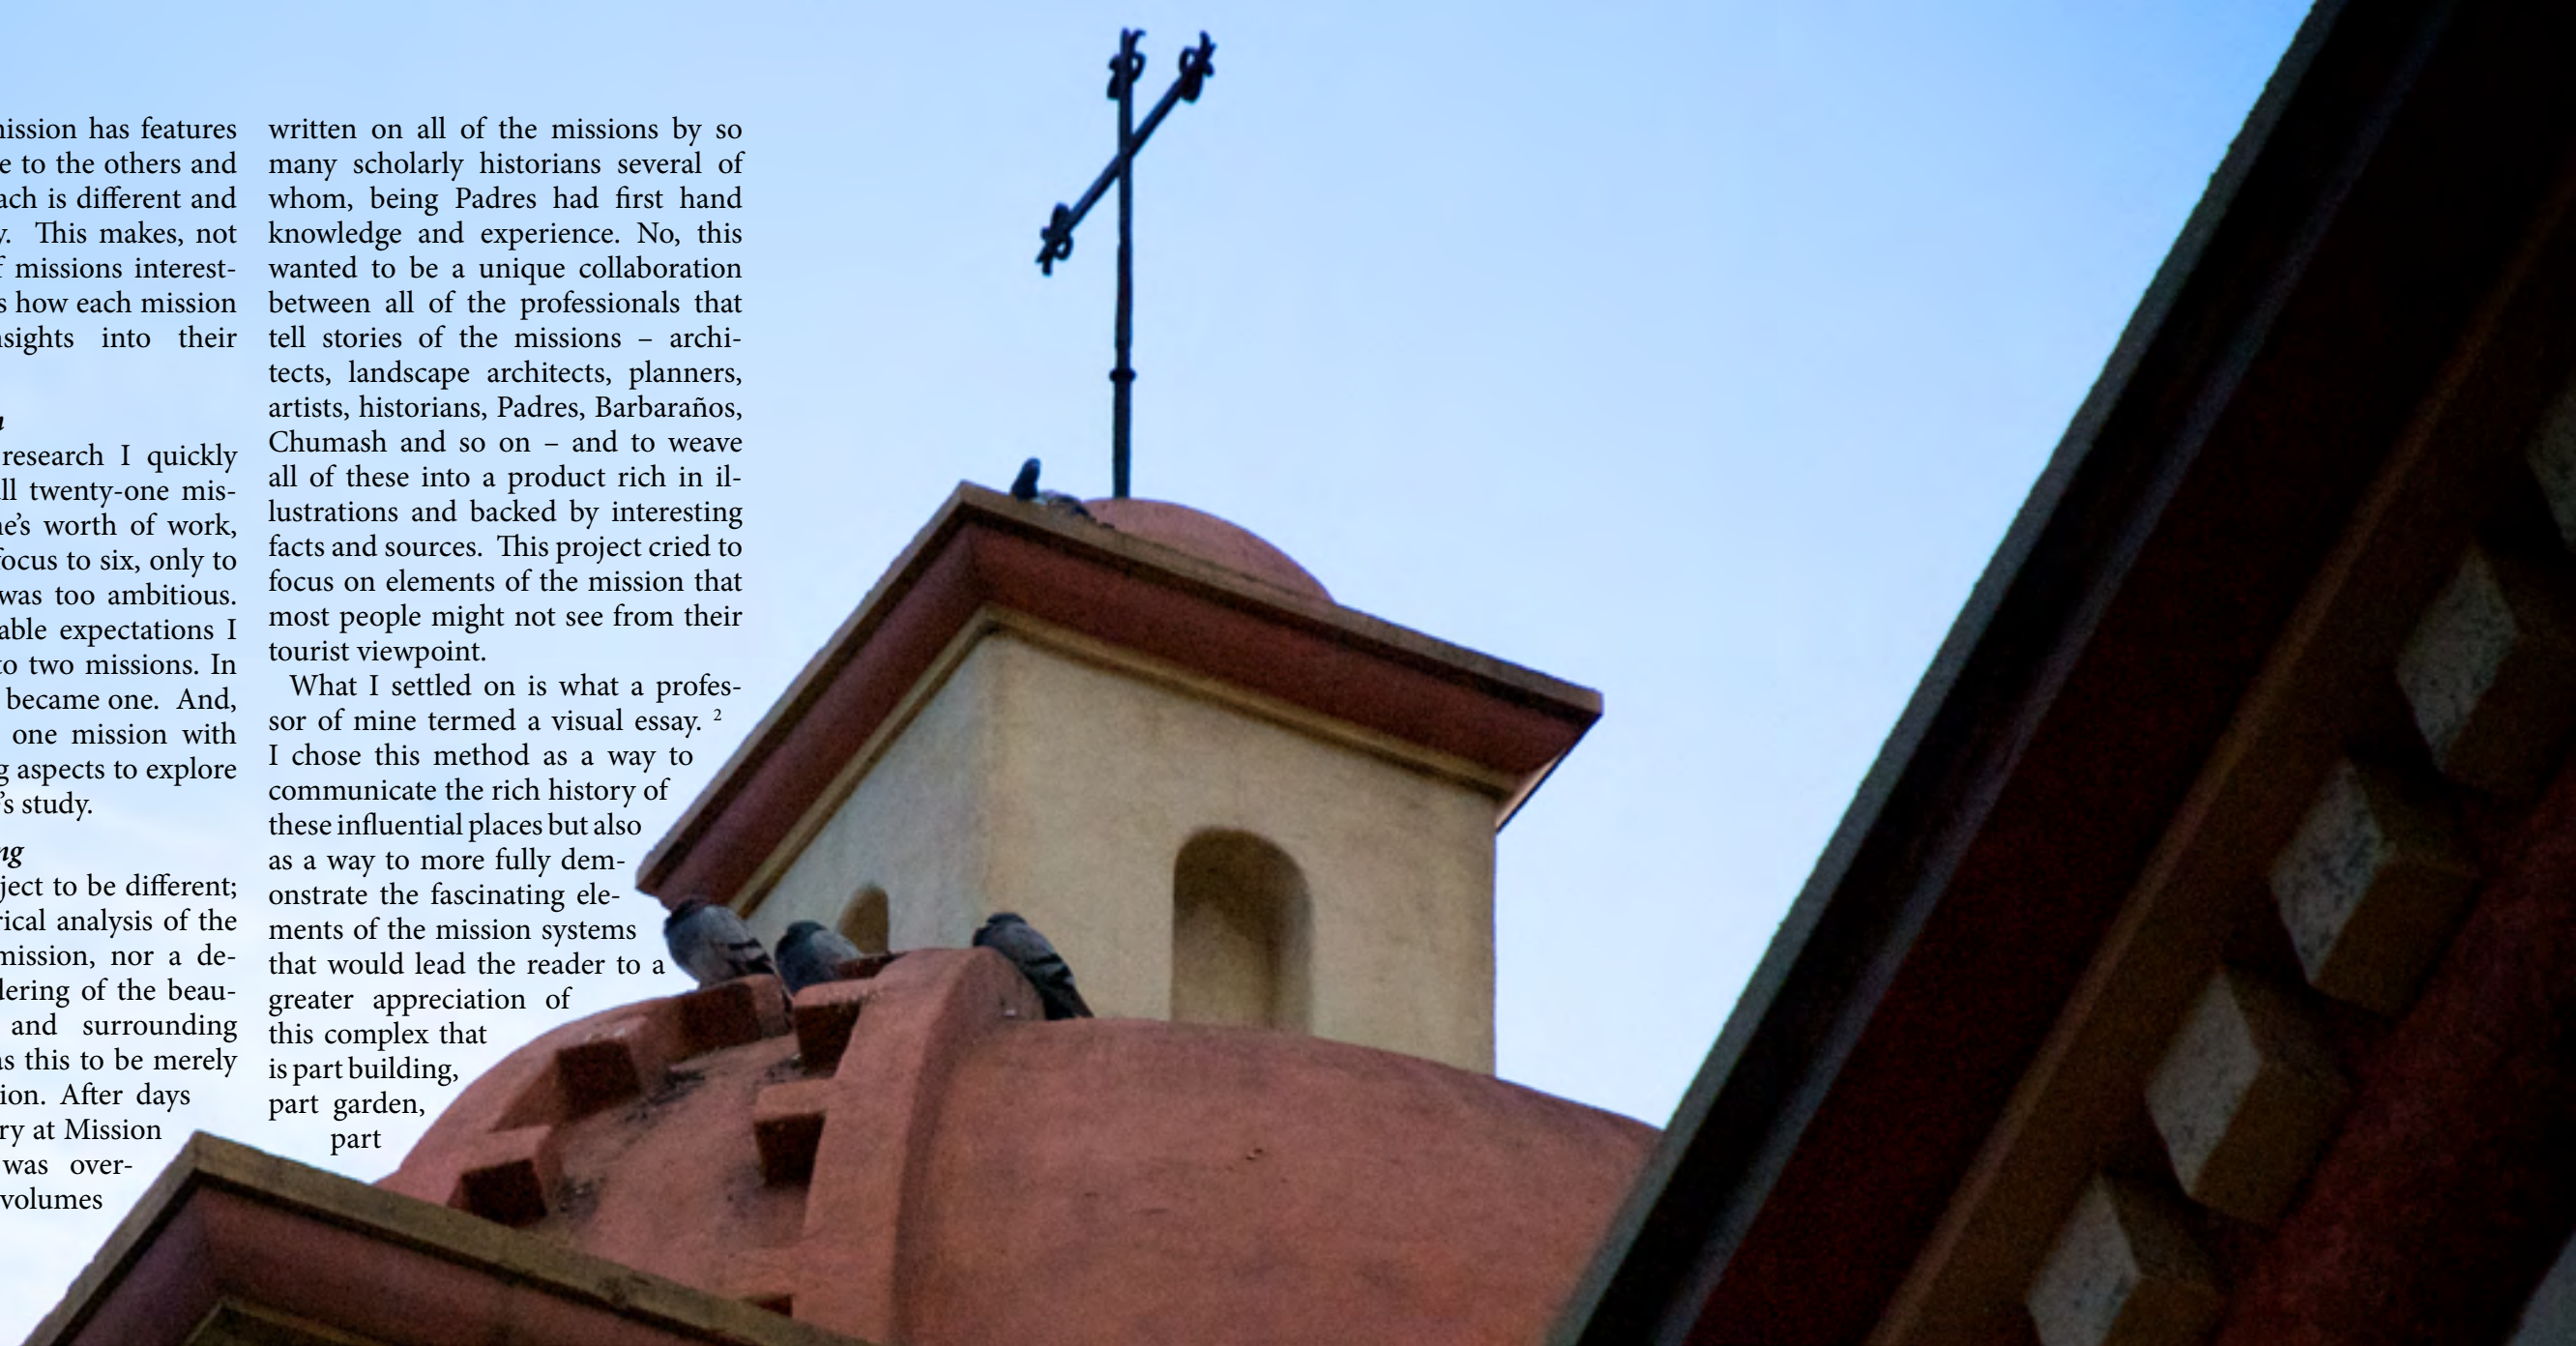 mission has features
e to the others and
ach is different and
y. This makes, not
f missions interest-
s how each mission
nsights into their
n
research I quickly
all twenty-one mis-
ne's worth of work,
focus to six, only to
was too ambitious.
able expectations I
to two missions. In
became one. And,
one mission with
g aspects to explore
's study.
ng
ject to be different;
rical analysis of the
mission, nor a de-
dering of the beau-
and surrounding
as this to be merely
ion. After days
ry at Mission
was over-
volumes
written on all of the missions by so
many scholarly historians several of
whom, being Padres had first hand
knowledge and experience. No, this
wanted to be a unique collaboration
between all of the professionals that
tell stories of the missions – archi-
tects, landscape architects, planners,
artists, historians, Padres, Barbaraños,
Chumash and so on – and to weave
all of these into a product rich in il-
lustrations and backed by interesting
facts and sources. This project cried to
focus on elements of the mission that
most people might not see from their
tourist viewpoint.
What I settled on is what a profes-
sor of mine termed a visual essay. ²
I chose this method as a way to
communicate the rich history of
these influential places but also
as a way to more fully dem-
onstrate the fascinating ele-
ments of the mission systems
that would lead the reader to a
greater appreciation of
this complex that
is part building,
part garden,
part